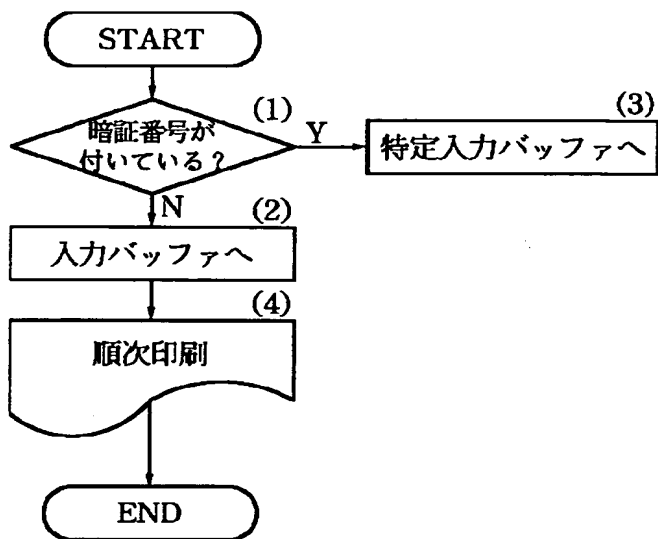 START
(1)
暗証番号が
付いている?
Y
(3)
特定入力バッファへ
N
(2)
入力バッファへ
(4)
順次印刷
END